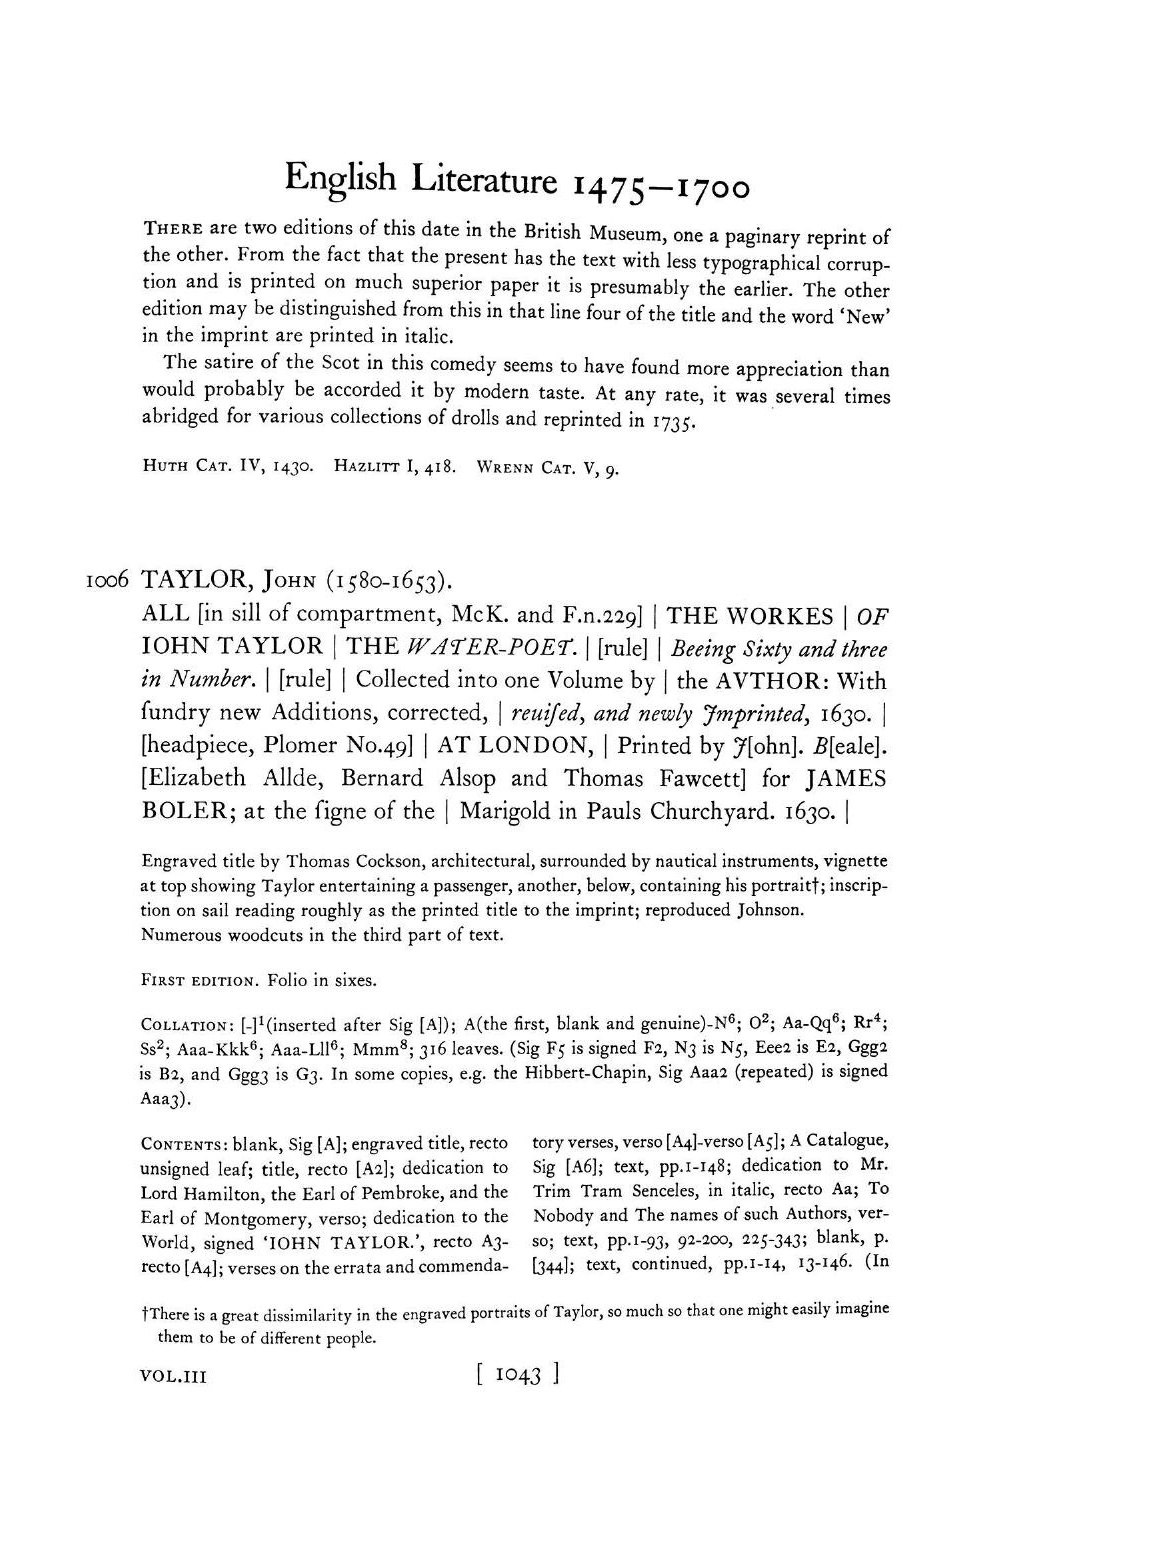 English Literature 1475—1700
THERE are two editions of this date in the British Museum, one a paginary reprint of
the other. From the fact that the present has the text with less typographical corrup-
tion and is printed on much superior paper it is presumably the earlier. The other
edition may be distinguished from this in that line four of the title and the word ‘New’
in the imprint are printed in italic.
The satire of the Scot in this comedy seems to have found more appreciation than
would probably be accorded it by modern taste. At any rate, it was several times
abridged for various collections of drolls and reprinted in 1735.
HUTH CAT. IV, 1430. HAZLITT I, 418. WRENN CAT. V, 9.
1006 TAYLOR, JOHN (1580-1653).
ALL [in sill of compartment, McK. and F.n.229] | THE WORKES | OF
IOHN TAYLOR | THE WATER-POET. | [rule] | Beeing Sixty and three
in Number. | [rule] | Collected into one Volume by | the AVTHOR: With
ſundry new Additions, corrected, | reuiſed, and newly Imprinted, 1630. |
[headpiece, Plomer No.49] | AT LONDON, | Printed by J[ohn]. B[eale].
[Elizabeth Allde, Bernard Alsop and Thomas Fawcett] for JAMES
BOLER; at the ſigne of the | Marigold in Pauls Churchyard. 1630. |
Engraved title by Thomas Cockson, architectural, surrounded by nautical instruments, vignette
at top showing Taylor entertaining a passenger, another, below, containing his portrait†; inscrip-
tion on sail reading roughly as the printed title to the imprint; reproduced Johnson.
Numerous woodcuts in the third part of text.
FIRST EDITION. Folio in sixes.
COLLATION: [-]¹(inserted after Sig [A]); A(the first, blank and genuine)-N⁶; O²; Aa-Qq⁶; Rr⁴;
Ss²; Aaa-Kkk⁶; Aaa-Lll⁶; Mmm⁸; 316 leaves. (Sig F5 is signed F2, N3 is N5, Eee2 is E2, Ggg2
is B2, and Ggg3 is G3. In some copies, e.g. the Hibbert-Chapin, Sig Aaa2 (repeated) is signed
Aaa3).
CONTENTS: blank, Sig [A]; engraved title, recto
unsigned leaf; title, recto [A2]; dedication to
Lord Hamilton, the Earl of Pembroke, and the
Earl of Montgomery, verso; dedication to the
World, signed ‘IOHN TAYLOR.’, recto A3-
recto [A4]; verses on the errata and commenda-
tory verses, verso [A4]-verso [A5]; A Catalogue,
Sig [A6]; text, pp.1-148; dedication to Mr.
Trim Tram Senceles, in italic, recto Aa; To
Nobody and The names of such Authors, ver-
so; text, pp.1-93, 92-200, 225-343; blank, p.
[344]; text, continued, pp.1-14, 13-146. (In
†There is a great dissimilarity in the engraved portraits of Taylor, so much so that one might easily imagine
them to be of different people.
VOL.III [ 1043 ]